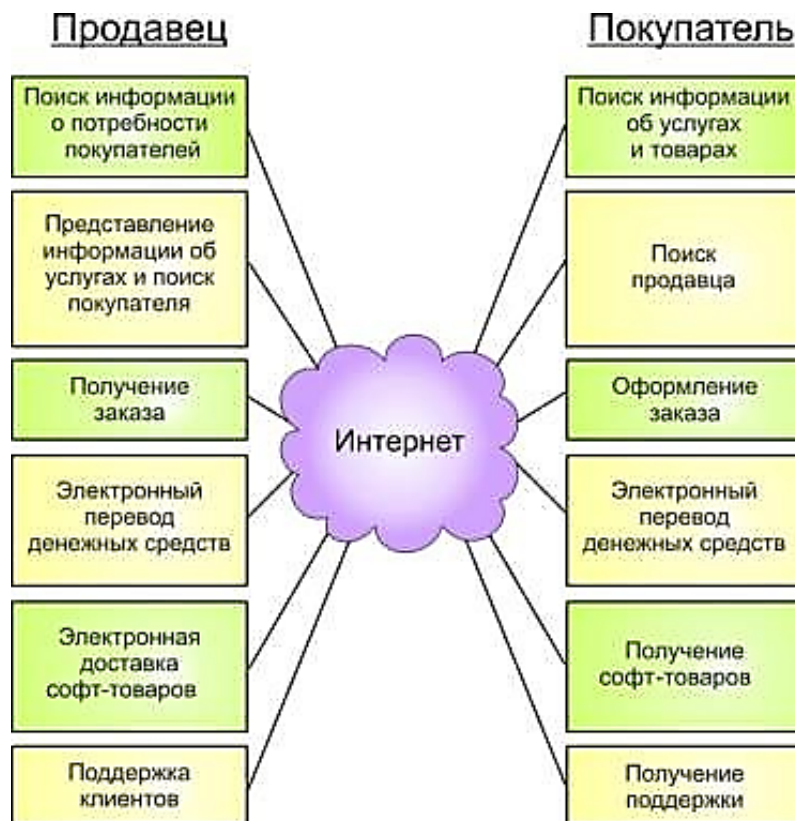 Продавец
Покупатель
Поиск информации
о потребности
покупателей
Поиск информации
об услугах
и товарах
Представление
информации об
услугах и поиск
покупателя
Поиск
продавца
Получение
заказа
Интернет
Оформление
заказа
Электронный
перевод
денежных средств
Электронный
перевод
денежных средств
Электронная
доставка
софт-товаров
Получение
софт-товаров
Поддержка
клиентов
Получение
поддержки